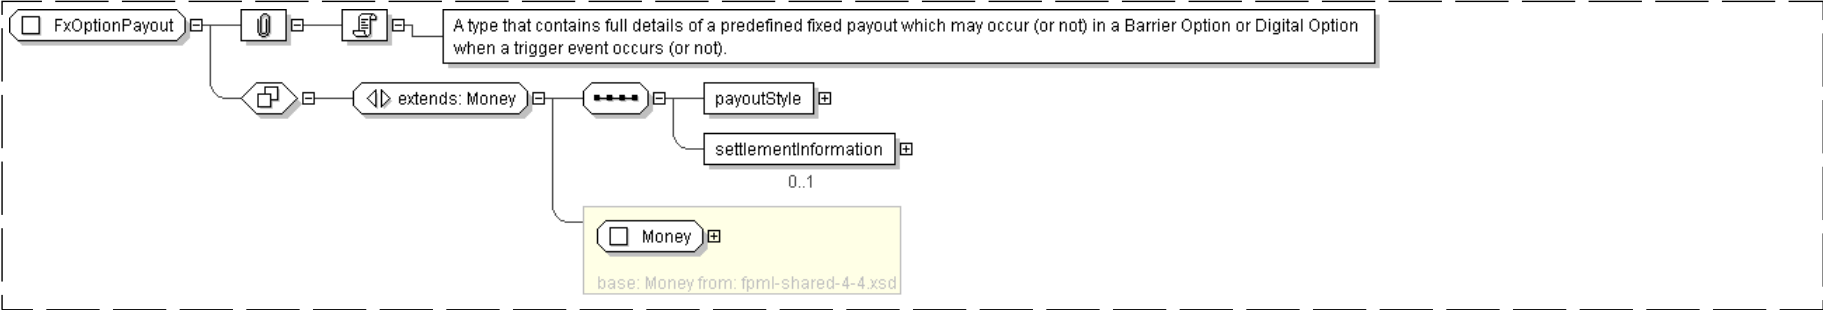 FxOptionPayout
A type that contains full details of a predefined fixed payout which may occur (or not) in a Barrier Option or Digital Option
when a trigger event occurs (or not).
extends: Money
payoutStyle
settlementInformation
0..1
Money
base: Money from: fpml-shared-4-4.xsd